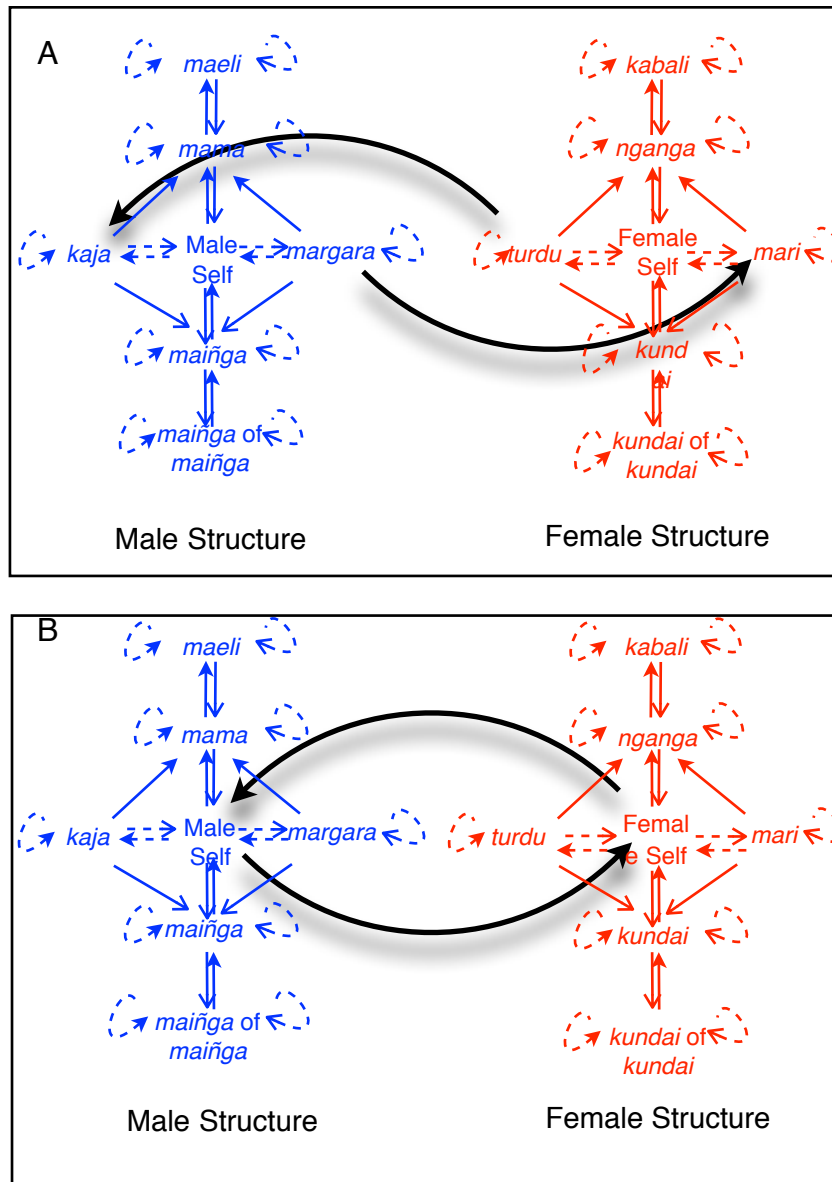 A
maeli
kabali
mama
nganga
kaja
Male
Self
margara
turdu
Female
Self
mari
maiñga
kund
ai
maiñga of
maiñga
kundai of
kundai
Male Structure
Female Structure
B
maeli
kabali
mama
nganga
kaja
Male
Self
margara
turdu
Femal
e Self
mari
maiñga
kundai
maiñga of
maiñga
kundai of
kundai
Male Structure
Female Structure